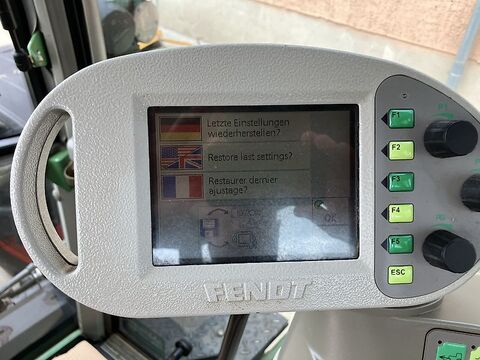 Letzte Einstellungen
wiederherstellen?
Restore last settings?
Restaurer dernier
ajustage?
OK
FENDT
F1
F2
F3
F4
F5
ESC